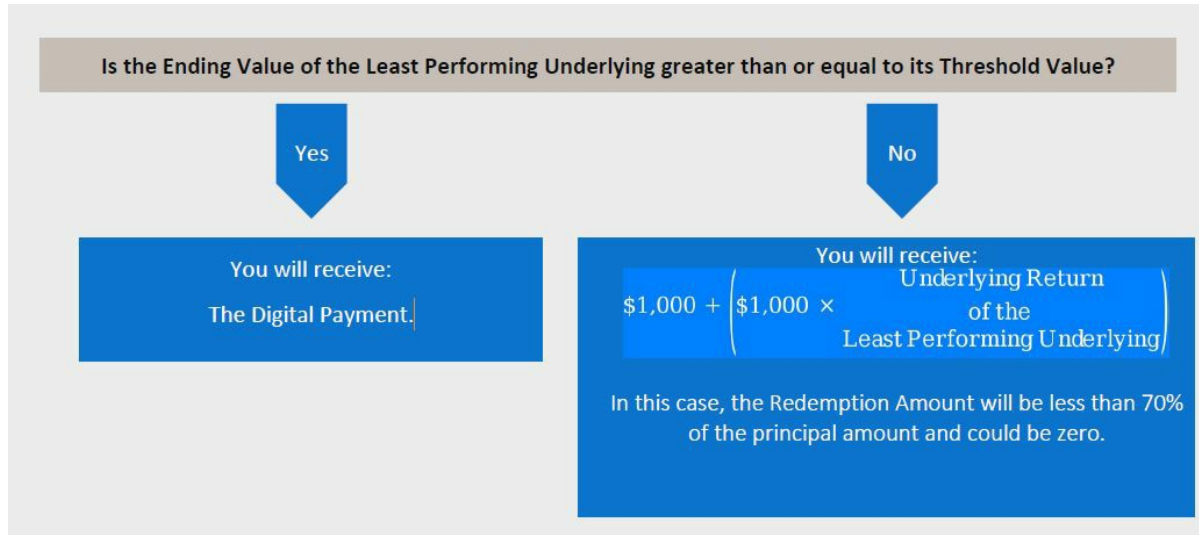 Is the Ending Value of the Least Performing Underlying greater than or equal to its Threshold Value?
Yes
No
You will receive:
The Digital Payment.
You will receive:
$1,000 + ($1,000 × Underlying Return
of the
Least Performing Underlying)
In this case, the Redemption Amount will be less than 70%
of the principal amount and could be zero.